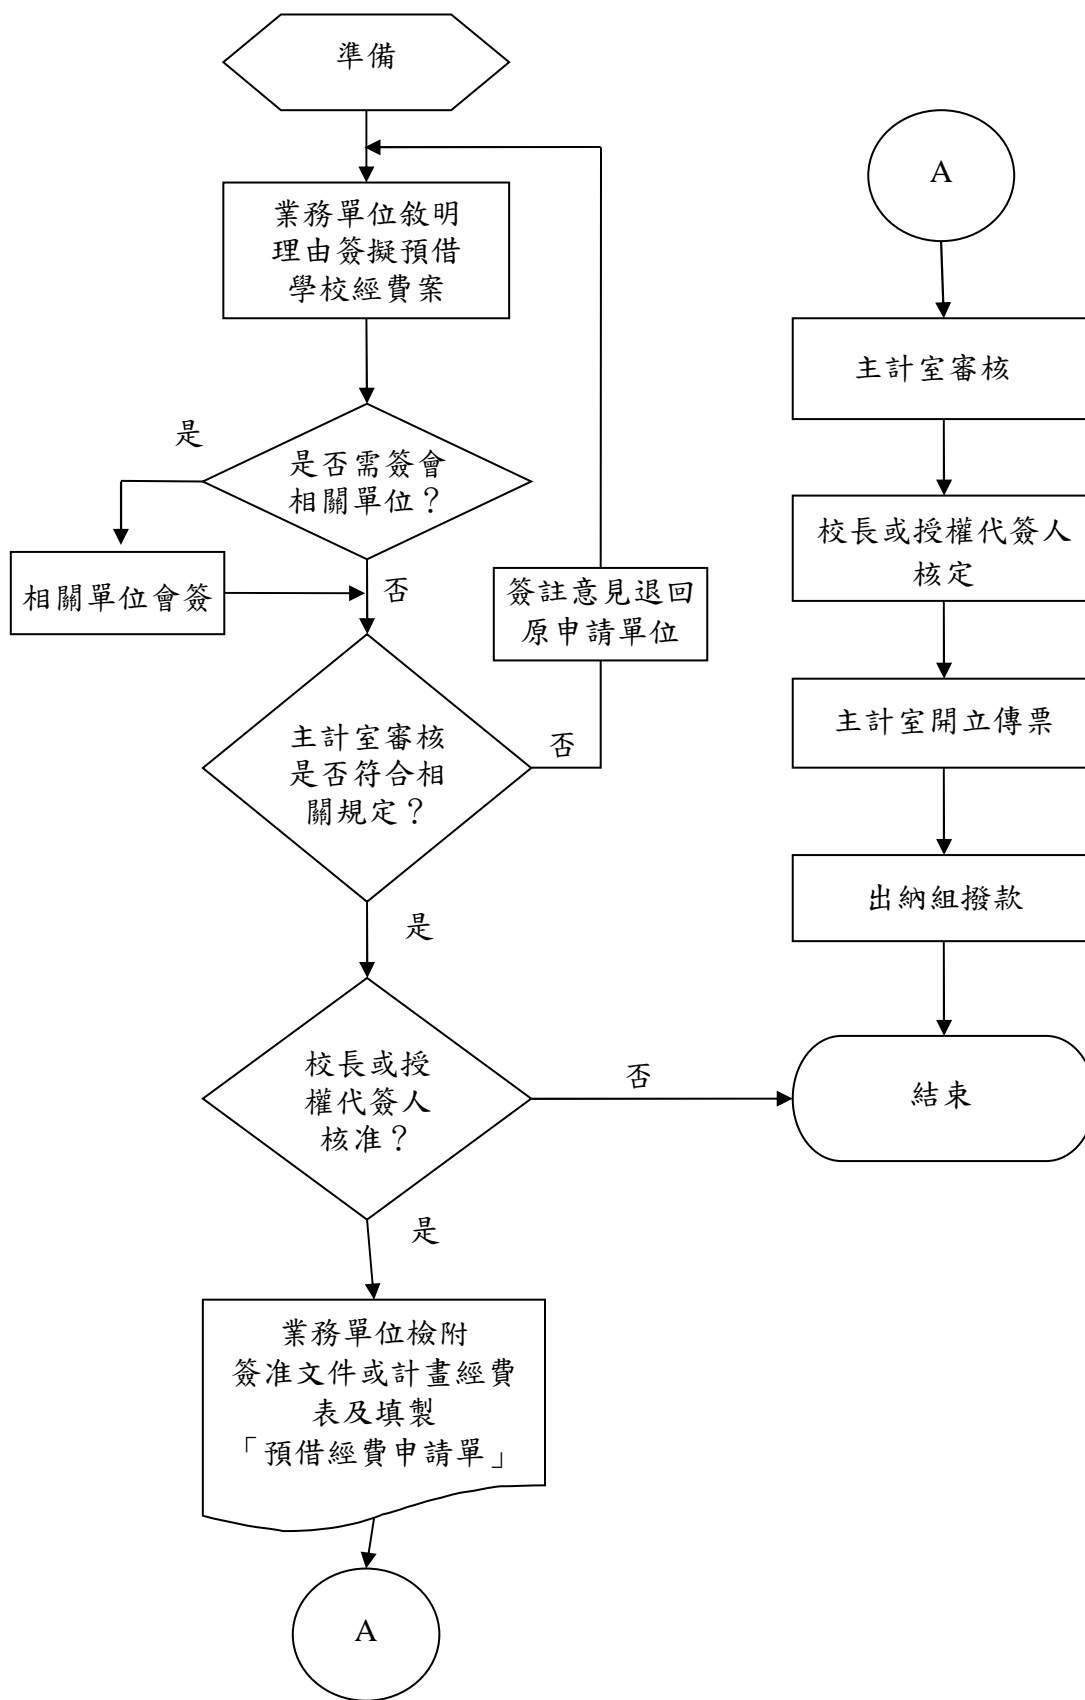 準備
業務單位敘明
理由簽擬預借
學校經費案
是
是否需簽會
相關單位？
相關單位會簽
否
簽註意見退回
原申請單位
主計室審核
是否符合相
關規定？
否
是
校長或授
權代簽人
核准？
否
是
業務單位檢附
簽准文件或計畫經費
表及填製
「預借經費申請單」
A
A
主計室審核
校長或授權代簽人
核定
主計室開立傳票
出納組撥款
結束